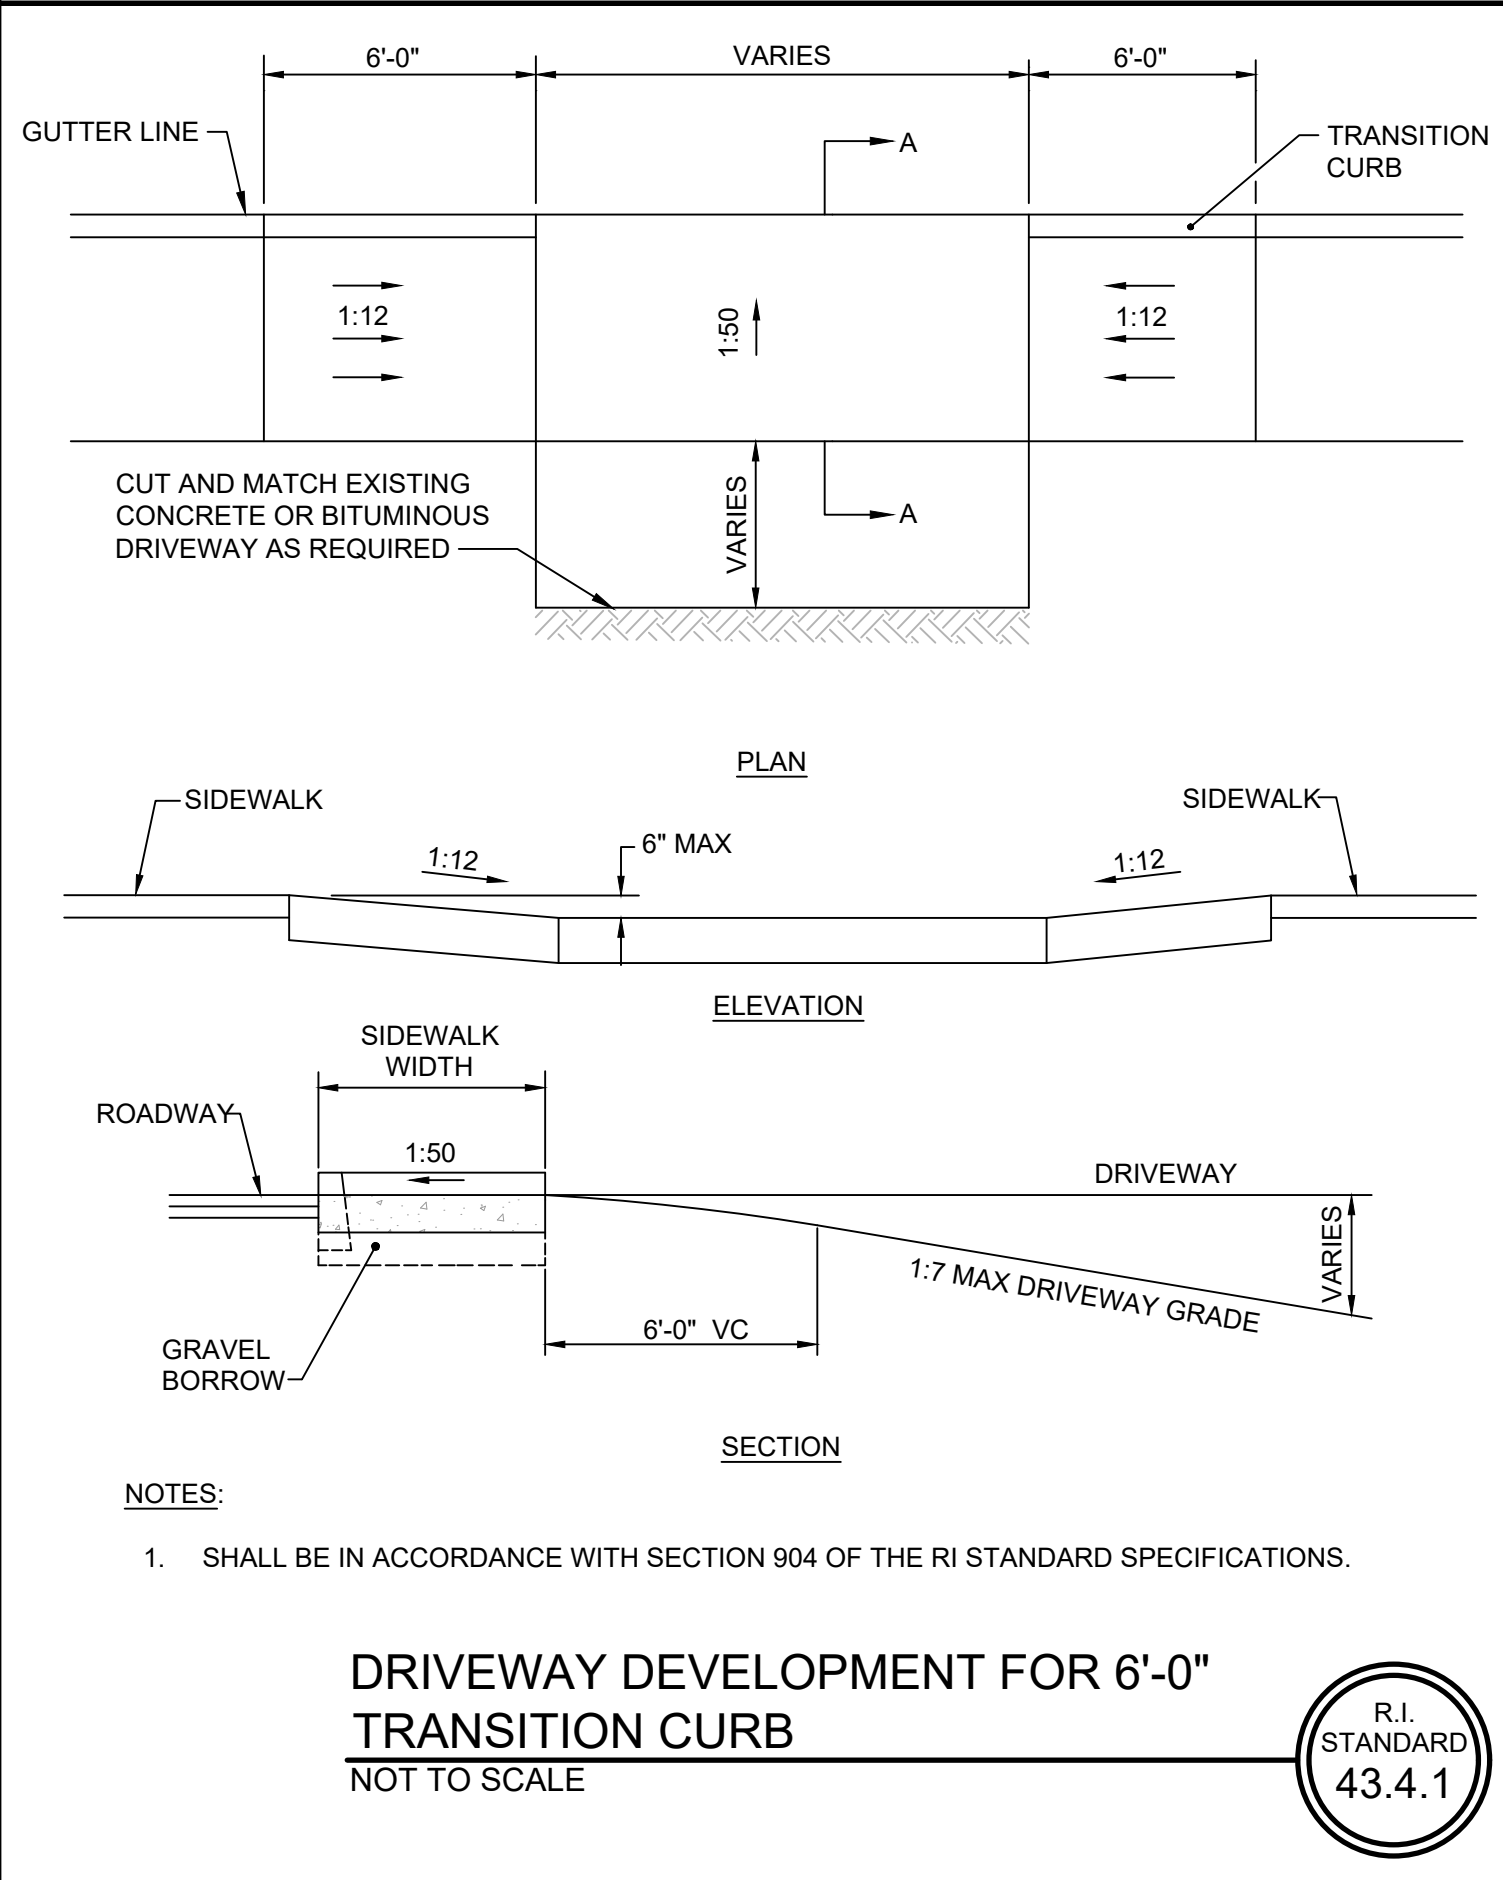 6'-0"
VARIES
6'-0"
GUTTER LINE
A
TRANSITION
CURB
1:12
1:50
1:12
CUT AND MATCH EXISTING
CONCRETE OR BITUMINOUS
DRIVEWAY AS REQUIRED
VARIES
A
PLAN
SIDEWALK
SIDEWALK
1:12
6" MAX
1:12
ELEVATION
SIDEWALK
WIDTH
ROADWAY
1:50
DRIVEWAY
VARIES
1:7 MAX DRIVEWAY GRADE
6'-0" VC
GRAVEL
BORROW
SECTION
NOTES:
1. SHALL BE IN ACCORDANCE WITH SECTION 904 OF THE RI STANDARD SPECIFICATIONS.
DRIVEWAY DEVELOPMENT FOR 6'-0"
TRANSITION CURB
NOT TO SCALE
R.I.
STANDARD
43.4.1